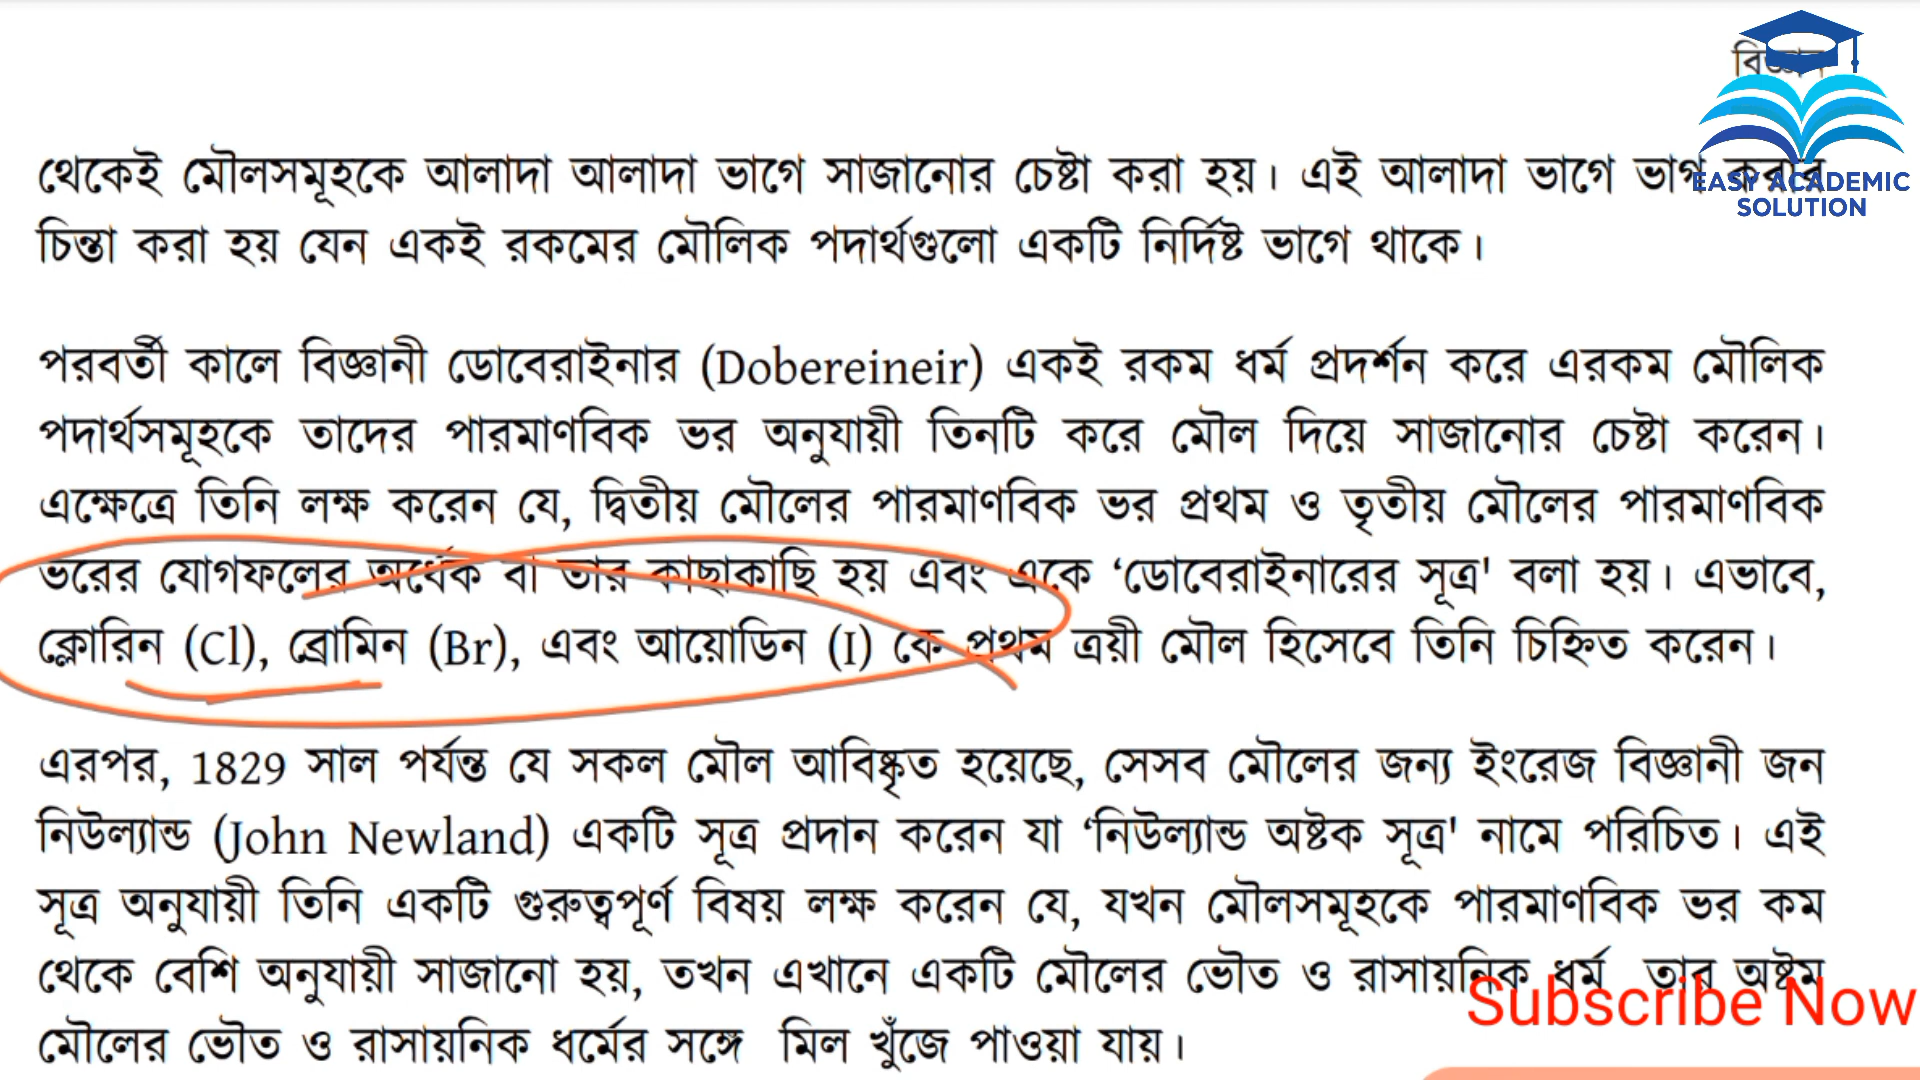 বিজ্ঞান
EASY ACADEMIC
SOLUTION
থেকেই মৌলসমূহকে আলাদা আলাদা ভাগে সাজানোর চেষ্টা করা হয়। এই আলাদা ভাগে ভাগ করার
চিন্তা করা হয় যেন একই রকমের মৌলিক পদার্থগুলো একটি নির্দিষ্ট ভাগে থাকে।
পরবর্তী কালে বিজ্ঞানী ডোবেরাইনার (Dobereineir) একই রকম ধর্ম প্রদর্শন করে এরকম মৌলিক
পদার্থসমূহকে তাদের পারমাণবিক ভর অনুযায়ী তিনটি করে মৌল দিয়ে সাজানোর চেষ্টা করেন।
এক্ষেত্রে তিনি লক্ষ করেন যে, দ্বিতীয় মৌলের পারমাণবিক ভর প্রথম ও তৃতীয় মৌলের পারমাণবিক
ভরের যোগফলের অর্ধেক বা তার কাছাকাছি হয় এবং একে ‘ডোবেরাইনারের সূত্র' বলা হয়। এভাবে,
ক্লোরিন (Cl), ব্রোমিন (Br), এবং আয়োডিন (I) কে প্রথম ত্রয়ী মৌল হিসেবে তিনি চিহ্নিত করেন।
এরপর, 1829 সাল পর্যন্ত যে সকল মৌল আবিষ্কৃত হয়েছে, সেসব মৌলের জন্য ইংরেজ বিজ্ঞানী জন
নিউল্যান্ড (John Newland) একটি সূত্র প্রদান করেন যা ‘নিউল্যান্ড অষ্টক সূত্র' নামে পরিচিত। এই
সূত্র অনুযায়ী তিনি একটি গুরুত্বপূর্ণ বিষয় লক্ষ করেন যে, যখন মৌলসমূহকে পারমাণবিক ভর কম
থেকে বেশি অনুযায়ী সাজানো হয়, তখন এখানে একটি মৌলের ভৌত ও রাসায়নিক ধর্ম তার অষ্টম
Subscribe Now
মৌলের ভৌত ও রাসায়নিক ধর্মের সঙ্গে মিল খুঁজে পাওয়া যায়।